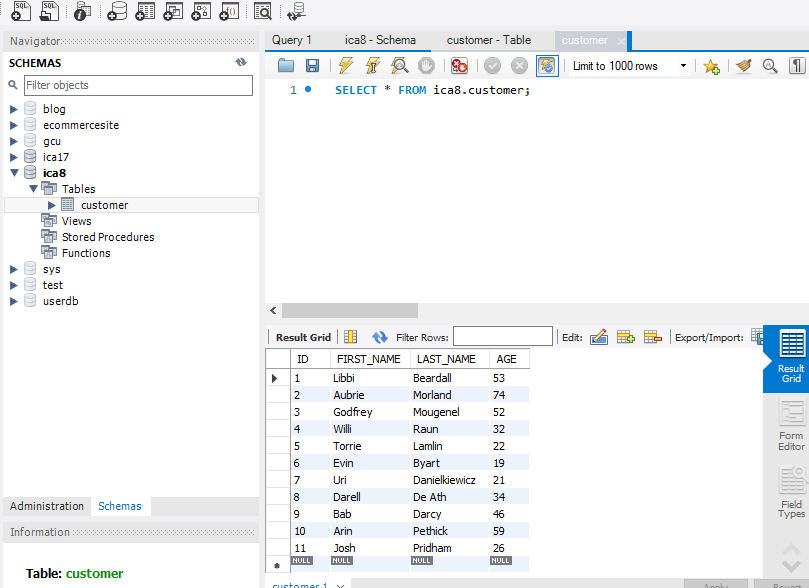 Navigator
Query 1
ica8 - Schema
customer - Table
customer
SCHEMAS
Filter objects
Limit to 1000 rows
1
SELECT * FROM ica8.customer;
blog
ecommercesite
gcu
ica17
ica8
Tables
customer
Views
Stored Procedures
Functions
sys
test
userdb
Result Grid
Filter Rows:
Edit:
Export/Import:
ID FIRST_NAME LAST_NAME AGE
1 Libbi Beardall 53
2 Aubrie Morland 74
3 Godfrey Mougenel 52
4 Willi Raun 32
5 Torrie Lamlin 22
6 Evin Byart 19
7 Uri Danielkiewicz 21
8 Darell De Ath 34
9 Bab Darcy 46
10 Arin Pethick 59
11 Josh Pridham 26
NULL NULL NULL NULL
Result
Grid
Form
Editor
Field
Types
Administration Schemas
Information
Table: customer
customer 1
Apply
Revert